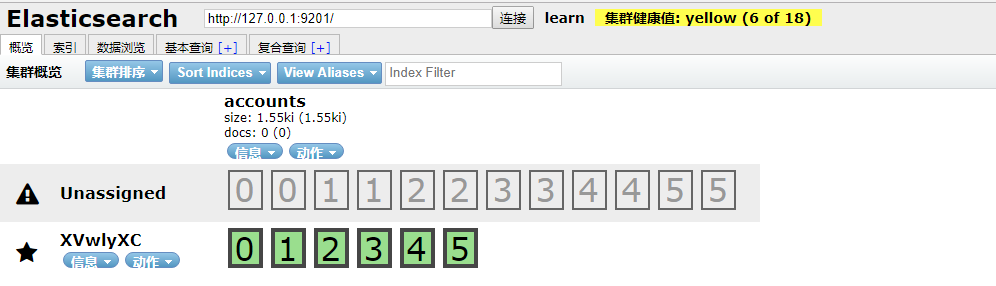 Elasticsearch http://127.0.0.1:9201/ 连接 learn 集群健康值: yellow (6 of 18)
概览 索引 数据浏览 基本查询 [+] 复合查询 [+]
集群概览 集群排序 Sort Indices View Aliases Index Filter
accounts
size: 1.55ki (1.55ki)
docs: 0 (0)
信息 动作
Unassigned 0 0 1 1 2 2 3 3 4 4 5 5
XVwlyXC 0 1 2 3 4 5
信息 动作